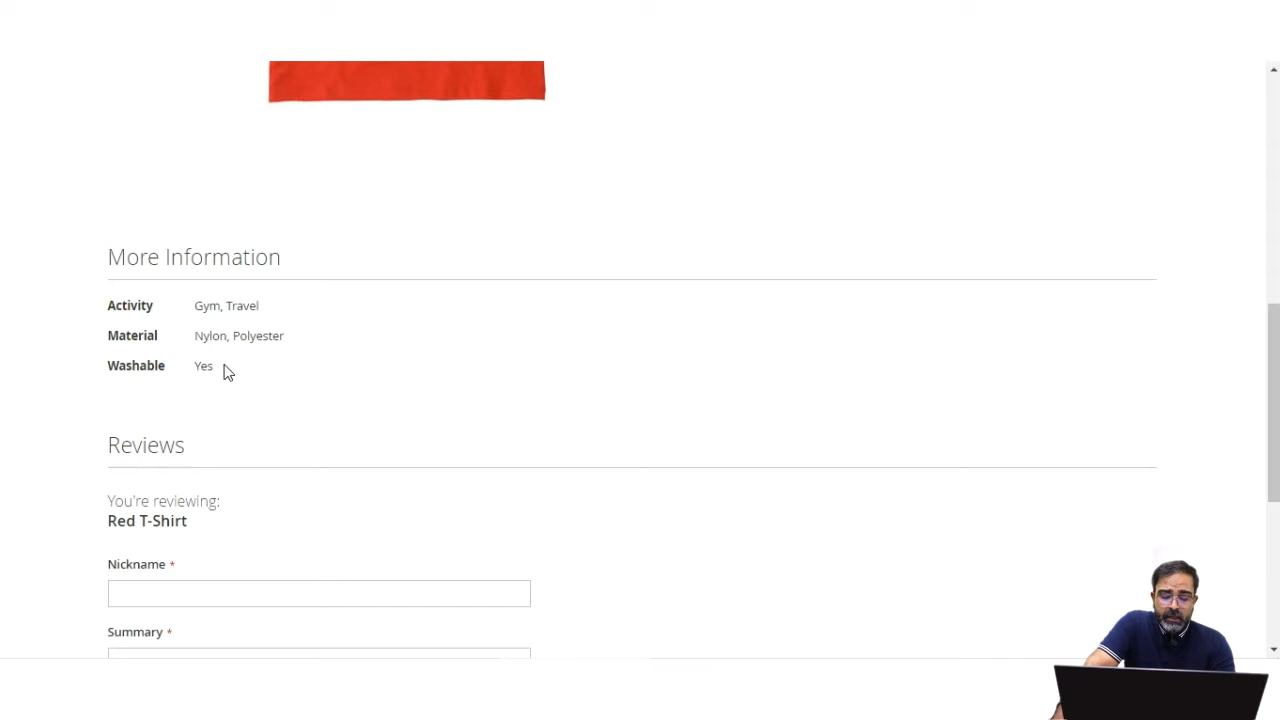 More Information
Activity Gym, Travel
Material Nylon, Polyester
Washable Yes
Reviews
You're reviewing:
Red T-Shirt
Nickname *
Summary *